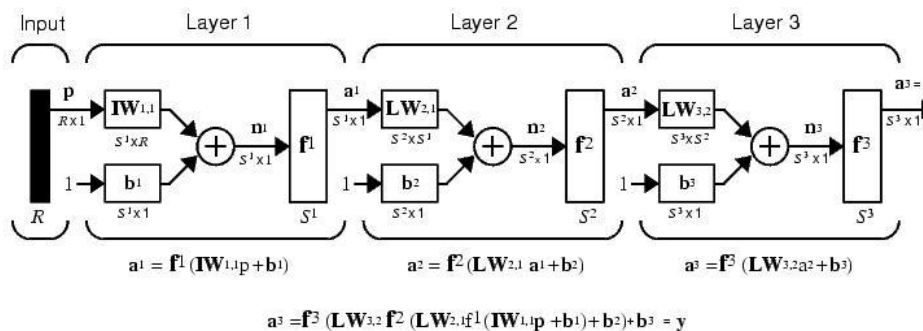 Input Layer 1 Layer 2 Layer 3
p a¹ a² a³ =
IW1,1 LW2,1 LW3,2
R x 1 S¹ x 1 S² x 1 S³ x 1
S¹ x R n¹ S² x S¹ n² S³ x S² n³
+ S¹ x 1 f¹ + S² x 1 f² + S³ x 1 f³
1 b¹ 1 b² 1 b³
S¹ x 1 S² x 1 S³ x 1
R S¹ S² S³
a¹ = f¹ (IW1,1p + b¹) a² = f² (LW2,1 a¹ + b²) a³ = f³ (LW3,2a² + b³)
a³ = f³ (LW3,2 f² (LW2,1f¹ (IW1,1p + b¹) + b²) + b³ = y